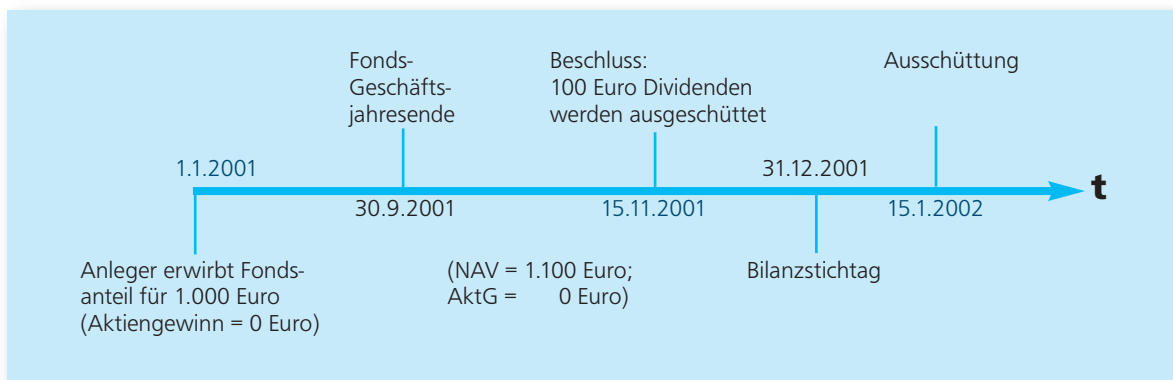 Fonds-
Geschäfts-
jahresende
Beschluss:
100 Euro Dividenden
werden ausgeschüttet
Ausschüttung
1.1.2001
31.12.2001
t
30.9.2001
15.11.2001
15.1.2002
Anleger erwirbt Fonds-
anteil für 1.000 Euro
(Aktiengewinn = 0 Euro)
(NAV = 1.100 Euro;
AktG = 0 Euro)
Bilanzstichtag